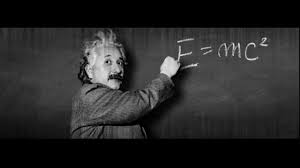 E = mc²